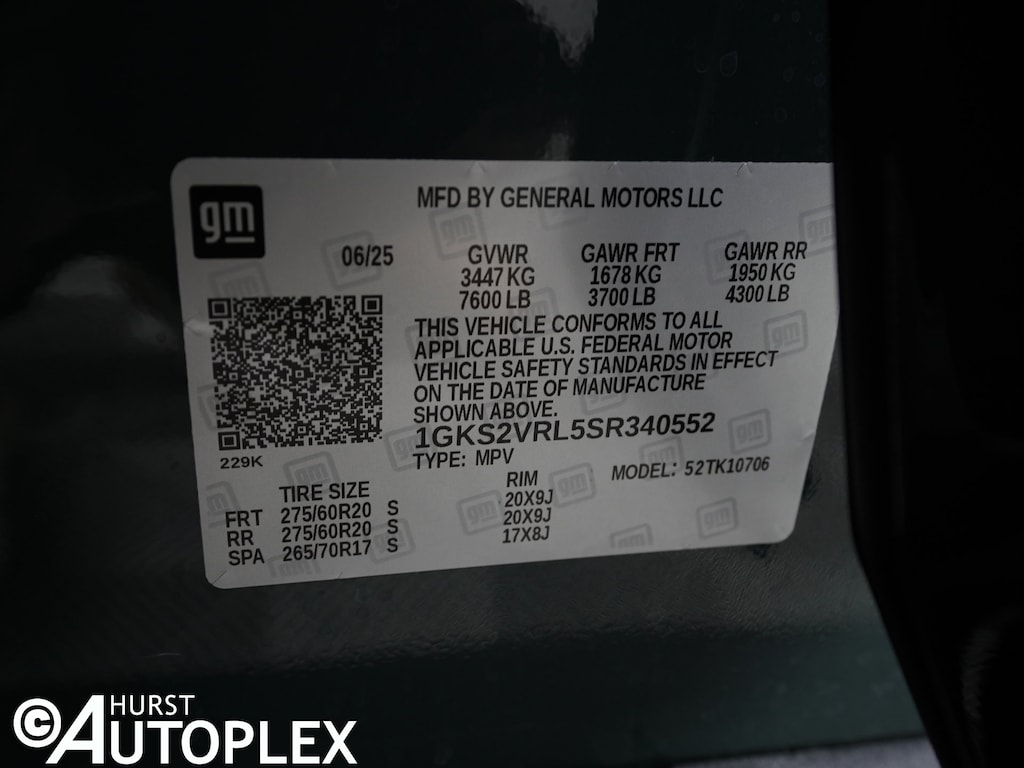 gm
MFD BY GENERAL MOTORS LLC
06/25
GVWR GAWR FRT GAWR RR
3447 KG 1678 KG 1950 KG
7600 LB 3700 LB 4300 LB
THIS VEHICLE CONFORMS TO ALL
APPLICABLE U.S. FEDERAL MOTOR
VEHICLE SAFETY STANDARDS IN EFFECT
ON THE DATE OF MANUFACTURE
SHOWN ABOVE.
1GKS2VRL5SR340552
229K
TYPE: MPV
MODEL: 52TK10706
TIRE SIZE RIM
FRT 275/60R20 S 20X9J
RR 275/60R20 S 20X9J
SPA 265/70R17 S 17X8J
© HURST
AUTOPLEX